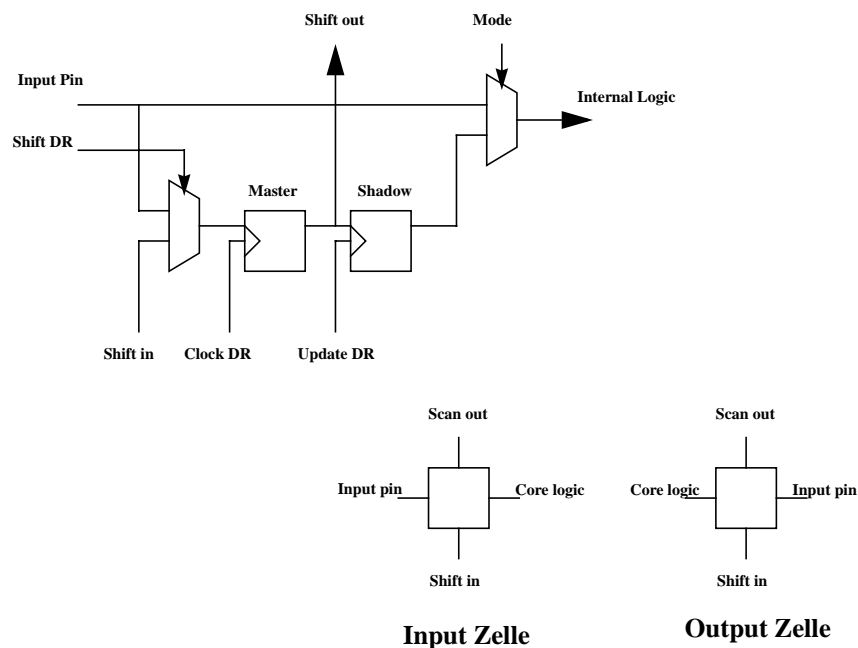 Shift out
Mode
Input Pin
Internal Logic
Shift DR
Master
Shadow
Shift in
Clock DR
Update DR
Scan out
Scan out
Input pin
Core logic
Core logic
Input pin
Shift in
Shift in
Input Zelle
Output Zelle